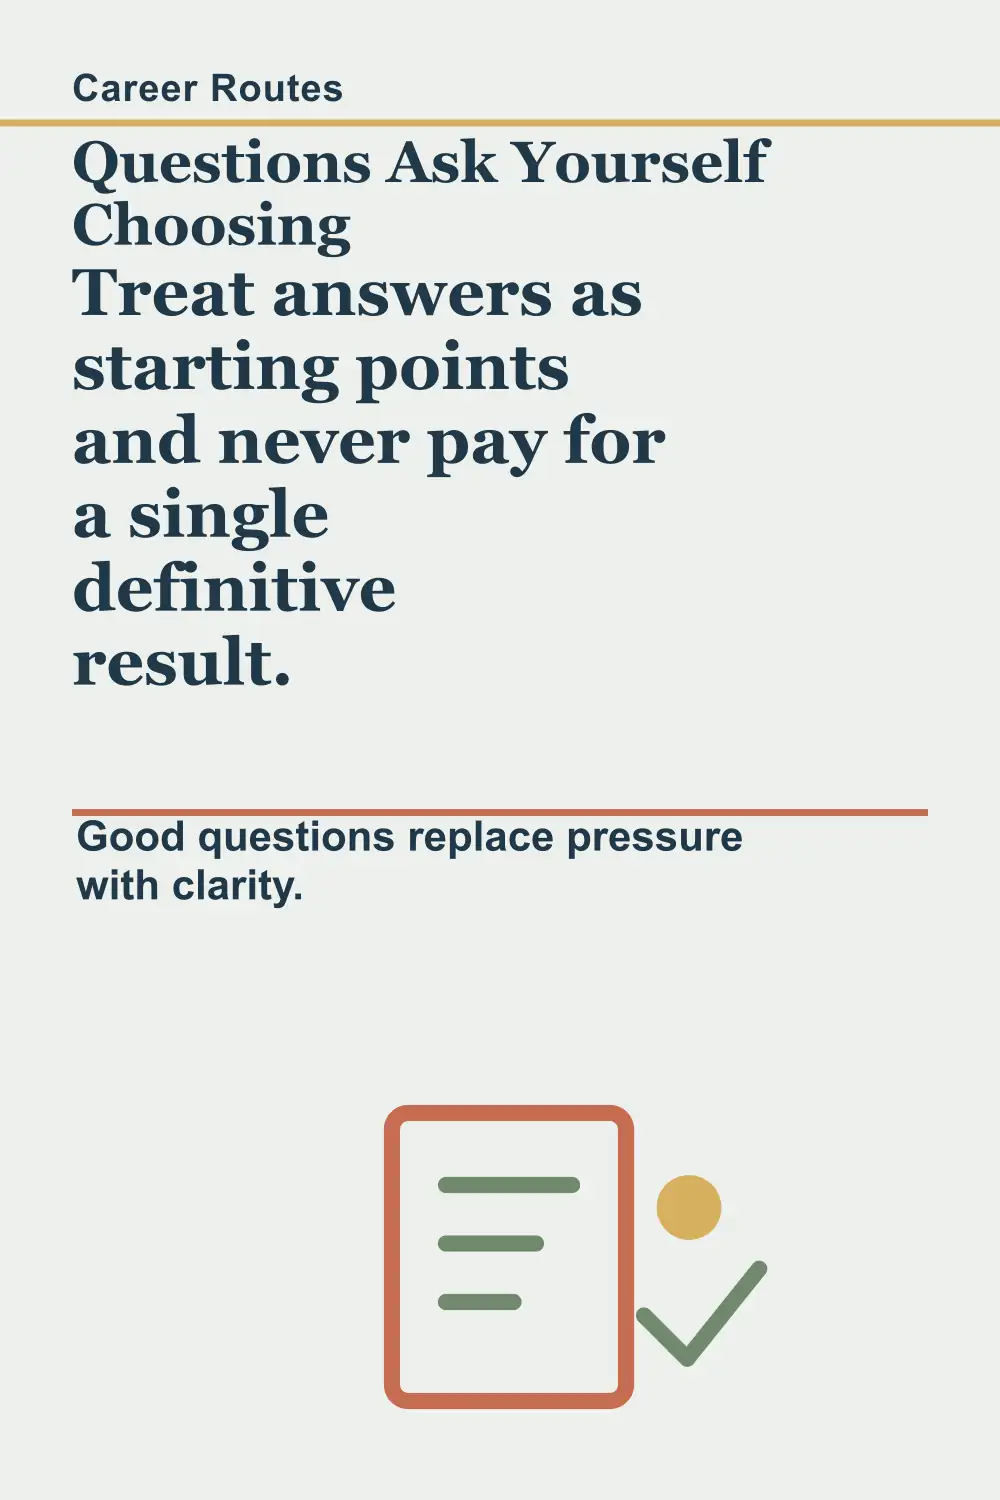 Career Routes
Questions Ask Yourself
Choosing
Treat answers as
starting points
and never pay for
a single
definitive
result.
Good questions replace pressure
with clarity.